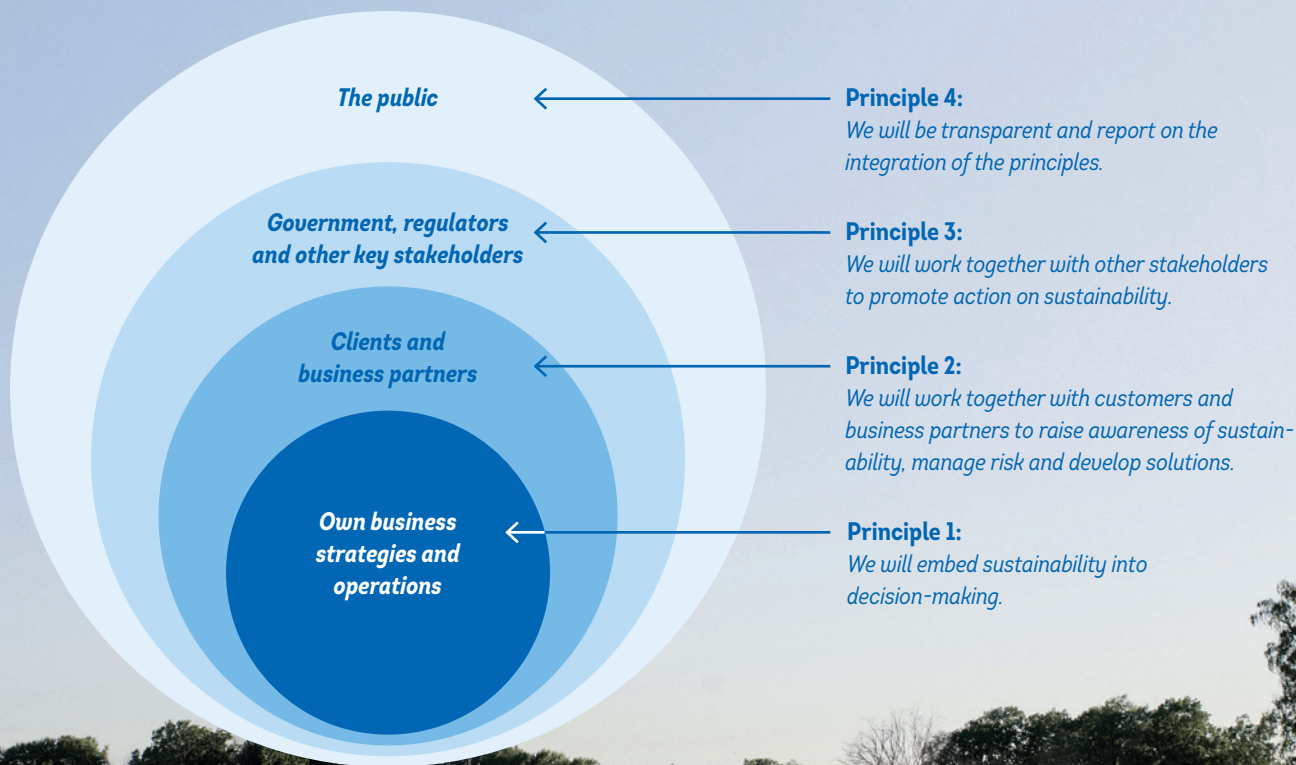 The public
Principle 4:
We will be transparent and report on the
integration of the principles.
Government, regulators
and other key stakeholders
Principle 3:
We will work together with other stakeholders
to promote action on sustainability.
Clients and
business partners
Principle 2:
We will work together with customers and
business partners to raise awareness of sustain-
ability, manage risk and develop solutions.
Own business
strategies and
operations
Principle 1:
We will embed sustainability into
decision-making.